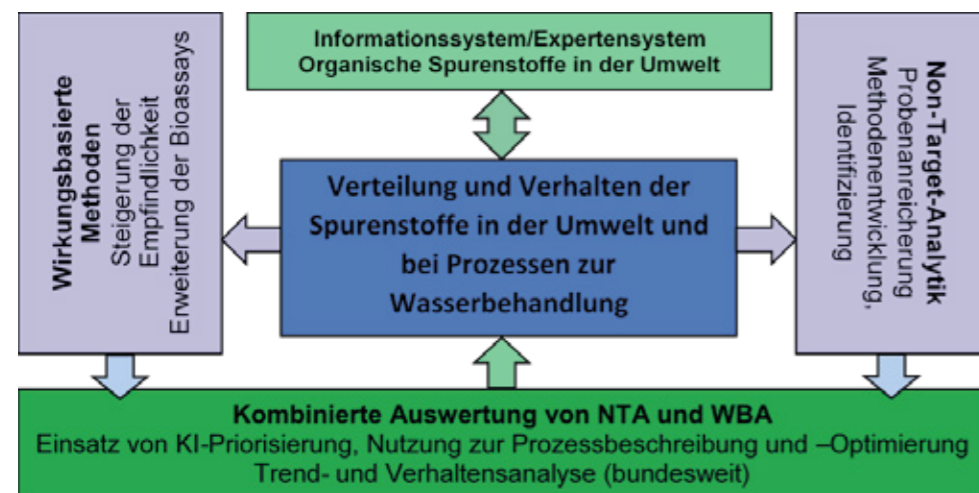 Informationssystem/Expertensystem
Organische Spurenstoffe in der Umwelt
Wirkungsbasierte
Methoden
Steigerung der
Empfindlichkeit
Erweiterung der Bioassays
Verteilung und Verhalten der
Spurenstoffe in der Umwelt und
bei Prozessen zur
Wasserbehandlung
Non-Target-Analytik
Probenanreicherung
Methodenentwicklung,
Identifizierung
Kombinierte Auswertung von NTA und WBA
Einsatz von KI-Priorisierung, Nutzung zur Prozessbeschreibung und –Optimierung
Trend- und Verhaltensanalyse (bundesweit)